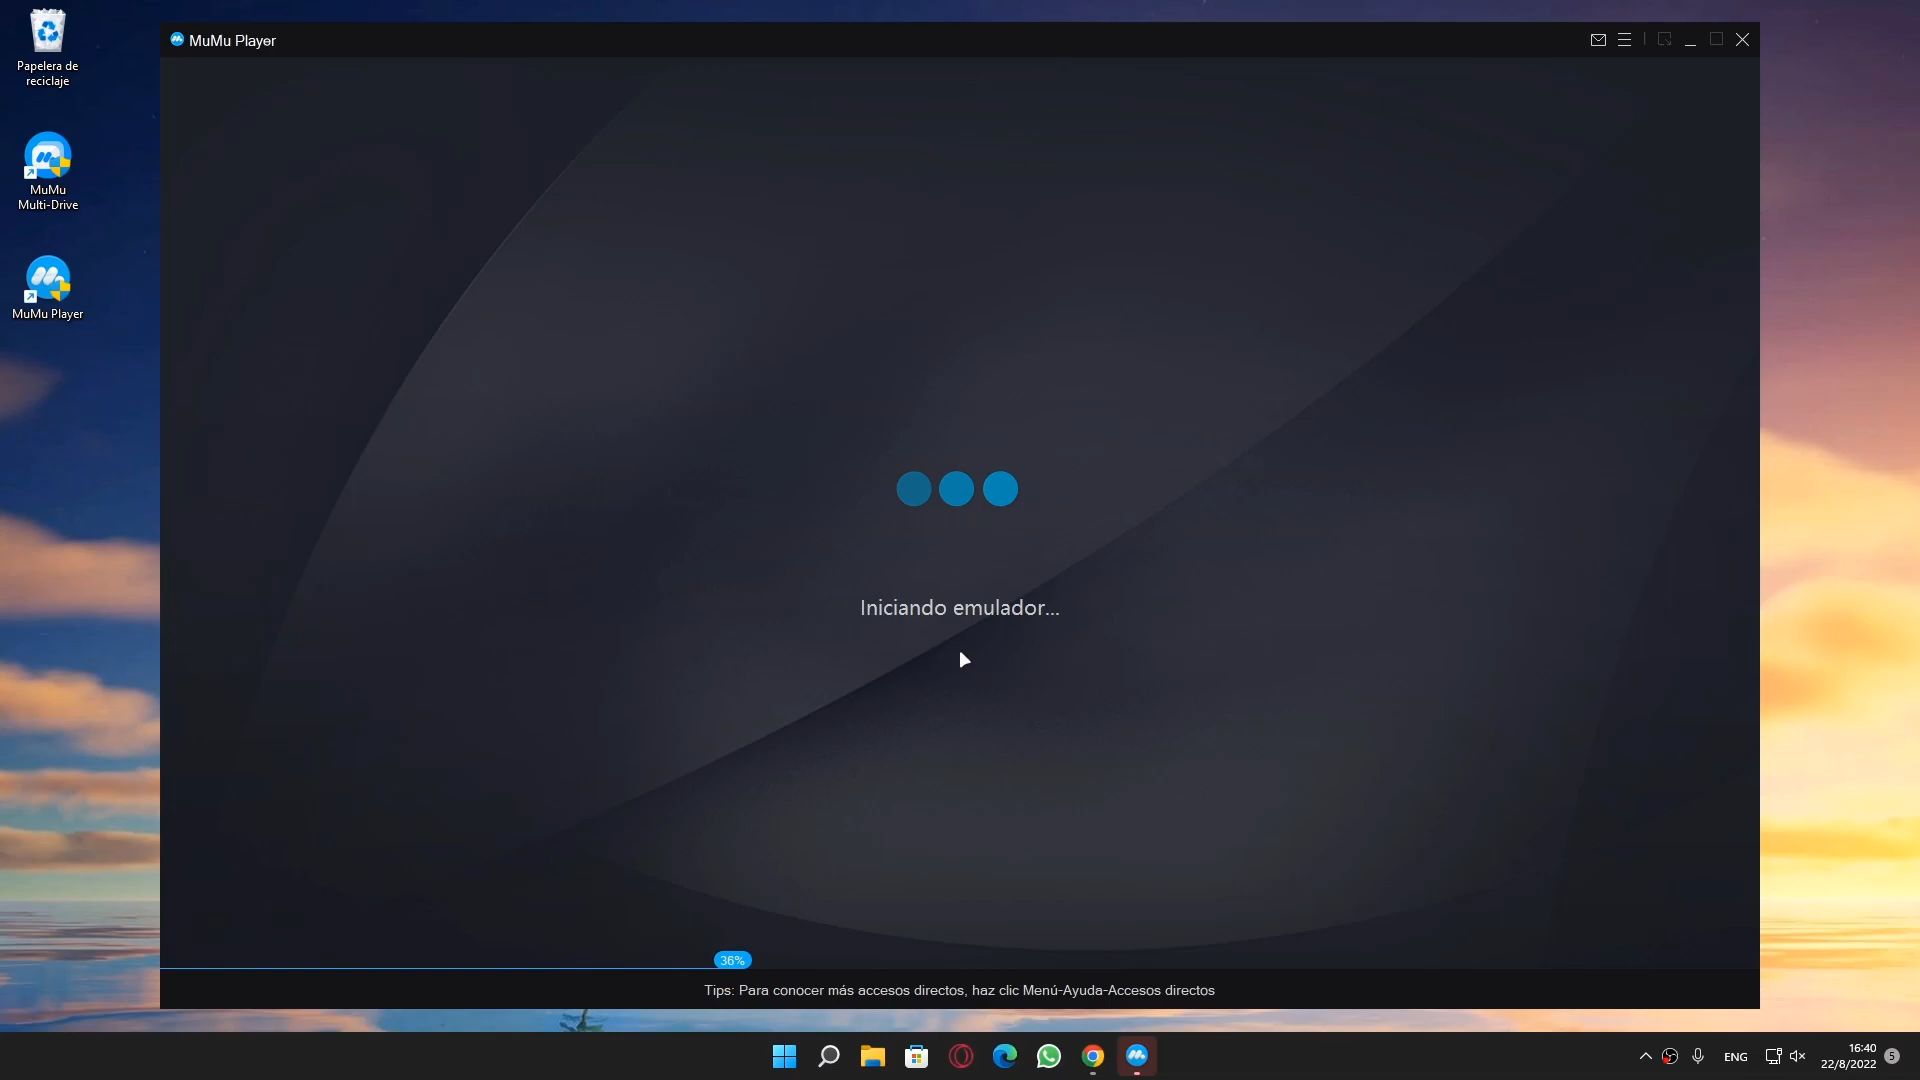 Papelera de
reciclaje
MuMu
Multi-Drive
MuMu Player
MuMu Player
Iniciando emulador...
36%
Tips: Para conocer más accesos directos, haz clic Menú-Ayuda-Accesos directos
ENG
16:40
22/8/2022
5